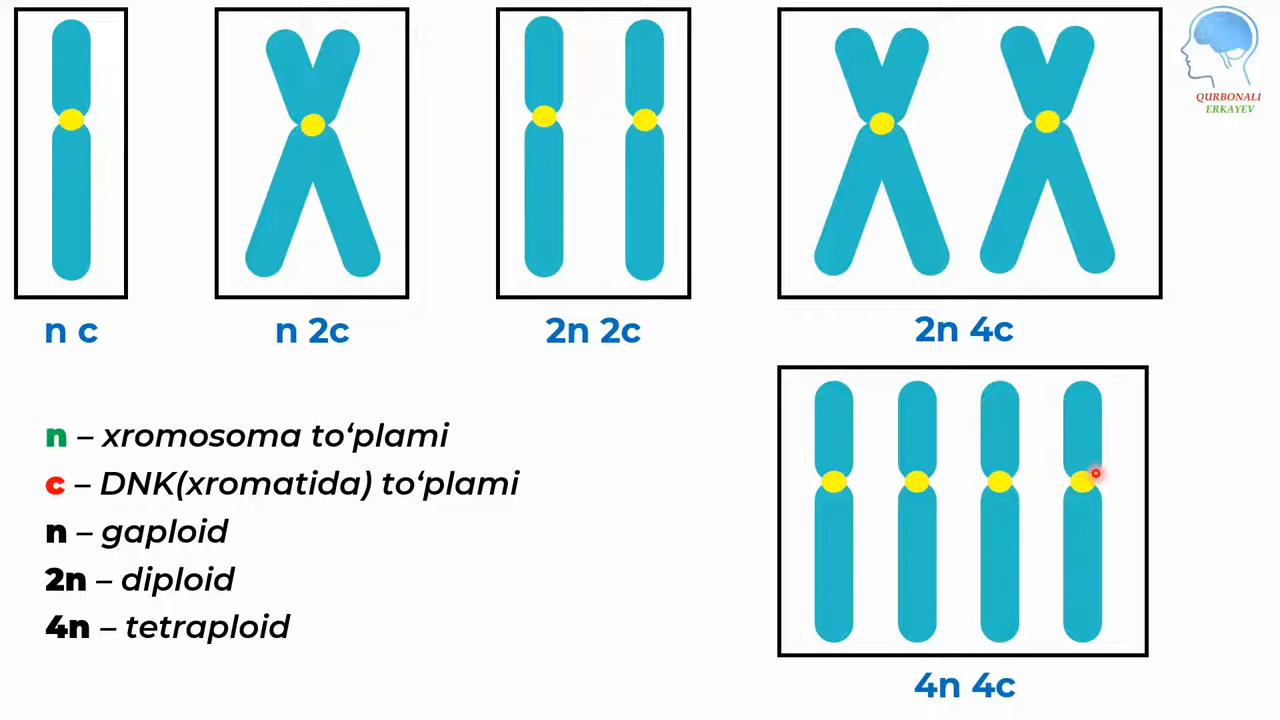 QURBONALI
ERKAYEV
n c
n 2c
2n 2c
2n 4c
n – xromosoma to‘plami
c – DNK(xromatida) to‘plami
n – gaploid
2n – diploid
4n – tetraploid
4n 4c